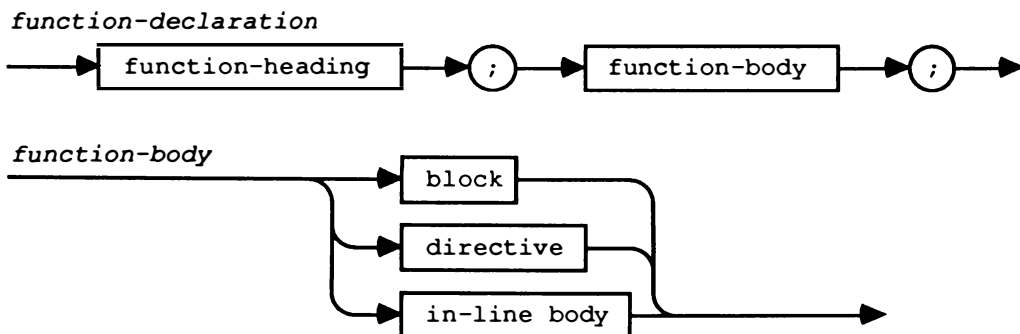 function-declaration
function-heading ; function-body ;
function-body
block
directive
in-line body